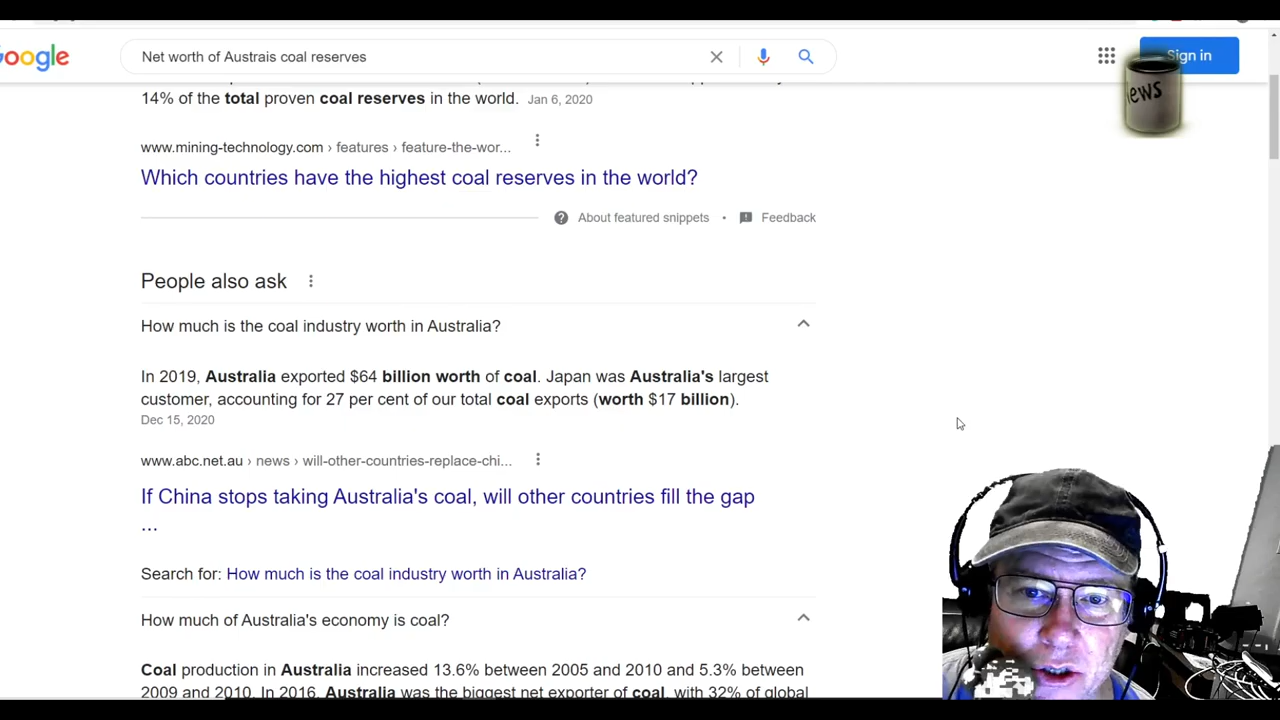 Google
Net worth of Austrais coal reserves
Sign in
ews
14% of the total proven coal reserves in the world. Jan 6, 2020
www.mining-technology.com › features › feature-the-wor...
Which countries have the highest coal reserves in the world?
About featured snippets • Feedback
People also ask
How much is the coal industry worth in Australia?
In 2019, Australia exported $64 billion worth of coal. Japan was Australia's largest
customer, accounting for 27 per cent of our total coal exports (worth $17 billion).
Dec 15, 2020
www.abc.net.au › news › will-other-countries-replace-chi...
If China stops taking Australia's coal, will other countries fill the gap
...
Search for: How much is the coal industry worth in Australia?
How much of Australia's economy is coal?
Coal production in Australia increased 13.6% between 2005 and 2010 and 5.3% between
2009 and 2010. In 2016, Australia was the biggest net exporter of coal, with 32% of global